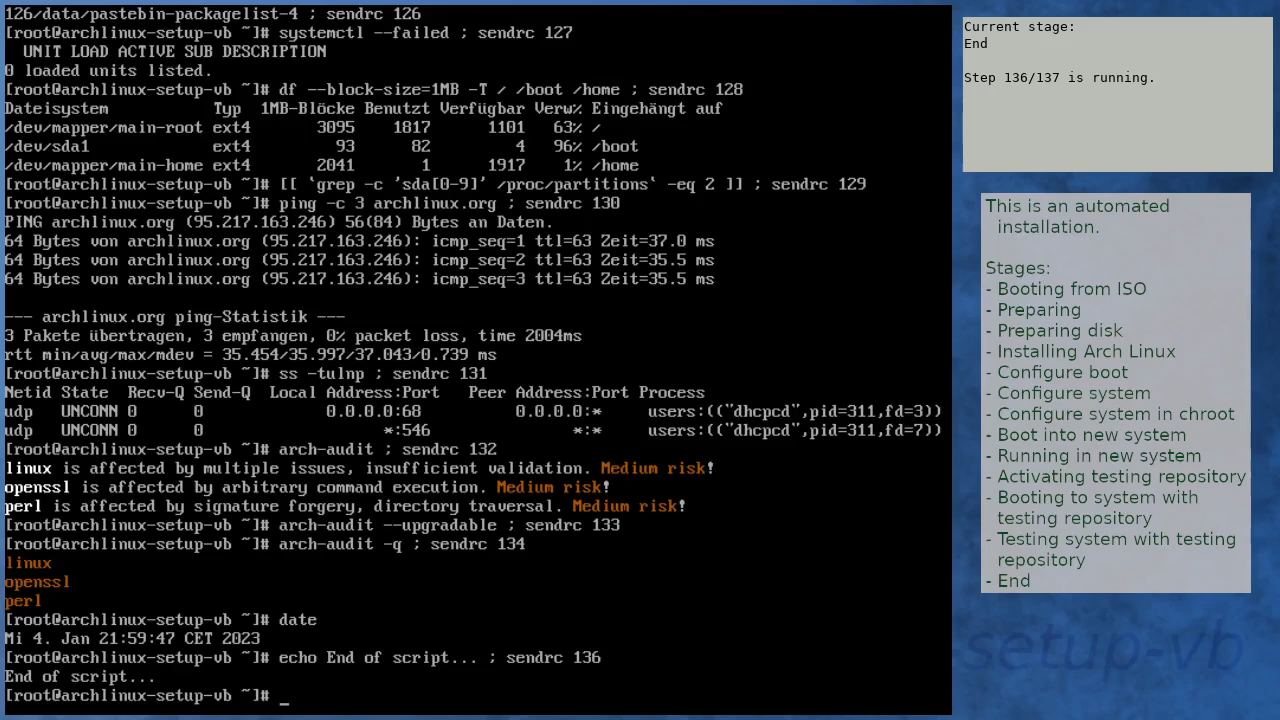 126/data/pastebin-packagelist-4 ; sendrc 126
[root@archlinux-setup-vb ~]# systemctl --failed ; sendrc 127
  UNIT LOAD ACTIVE SUB DESCRIPTION
0 loaded units listed.
[root@archlinux-setup-vb ~]# df --block-size=1MB -T / /boot /home ; sendrc 128
Dateisystem           Typ  1MB-Blöcke Benutzt Verfügbar Verw% Eingehängt auf
/dev/mapper/main-root ext4       3095    1817      1101   63% /
/dev/sda1             ext4         93      82         4   96% /boot
/dev/mapper/main-home ext4       2041       1      1917    1% /home
[root@archlinux-setup-vb ~]# [[ `grep -c 'sda[0-9]' /proc/partitions` -eq 2 ]] ; sendrc 129
[root@archlinux-setup-vb ~]# ping -c 3 archlinux.org ; sendrc 130
PING archlinux.org (95.217.163.246) 56(84) Bytes an Daten.
64 Bytes von archlinux.org (95.217.163.246): icmp_seq=1 ttl=63 Zeit=37.0 ms
64 Bytes von archlinux.org (95.217.163.246): icmp_seq=2 ttl=63 Zeit=35.5 ms
64 Bytes von archlinux.org (95.217.163.246): icmp_seq=3 ttl=63 Zeit=35.5 ms
--- archlinux.org ping-Statistik ---
3 Pakete übertragen, 3 empfangen, 0% packet loss, time 2004ms
rtt min/avg/max/mdev = 35.454/35.997/37.043/0.739 ms
[root@archlinux-setup-vb ~]# ss -tulnp ; sendrc 131
Netid State  Recv-Q Send-Q  Local Address:Port   Peer Address:Port Process
udp   UNCONN 0      0             0.0.0.0:68          0.0.0.0:*     users:(("dhcpcd",pid=311,fd=3))
udp   UNCONN 0      0                   *:546               *:*     users:(("dhcpcd",pid=311,fd=7))
[root@archlinux-setup-vb ~]# arch-audit ; sendrc 132
linux is affected by multiple issues, insufficient validation. Medium risk!
openssl is affected by arbitrary command execution. Medium risk!
perl is affected by signature forgery, directory traversal. Medium risk!
[root@archlinux-setup-vb ~]# arch-audit --upgradable ; sendrc 133
[root@archlinux-setup-vb ~]# arch-audit -q ; sendrc 134
linux
openssl
perl
[root@archlinux-setup-vb ~]# date
Mi 4. Jan 21:59:47 CET 2023
[root@archlinux-setup-vb ~]# echo End of script... ; sendrc 136
End of script...
[root@archlinux-setup-vb ~]# _
Current stage:
End
Step 136/137 is running.
This is an automated
installation.
Stages:
- Booting from ISO
- Preparing
- Preparing disk
- Installing Arch Linux
- Configure boot
- Configure system
- Configure system in chroot
- Boot into new system
- Running in new system
- Activating testing repository
- Booting to system with
testing repository
- Testing system with testing
repository
- End
setup-vb